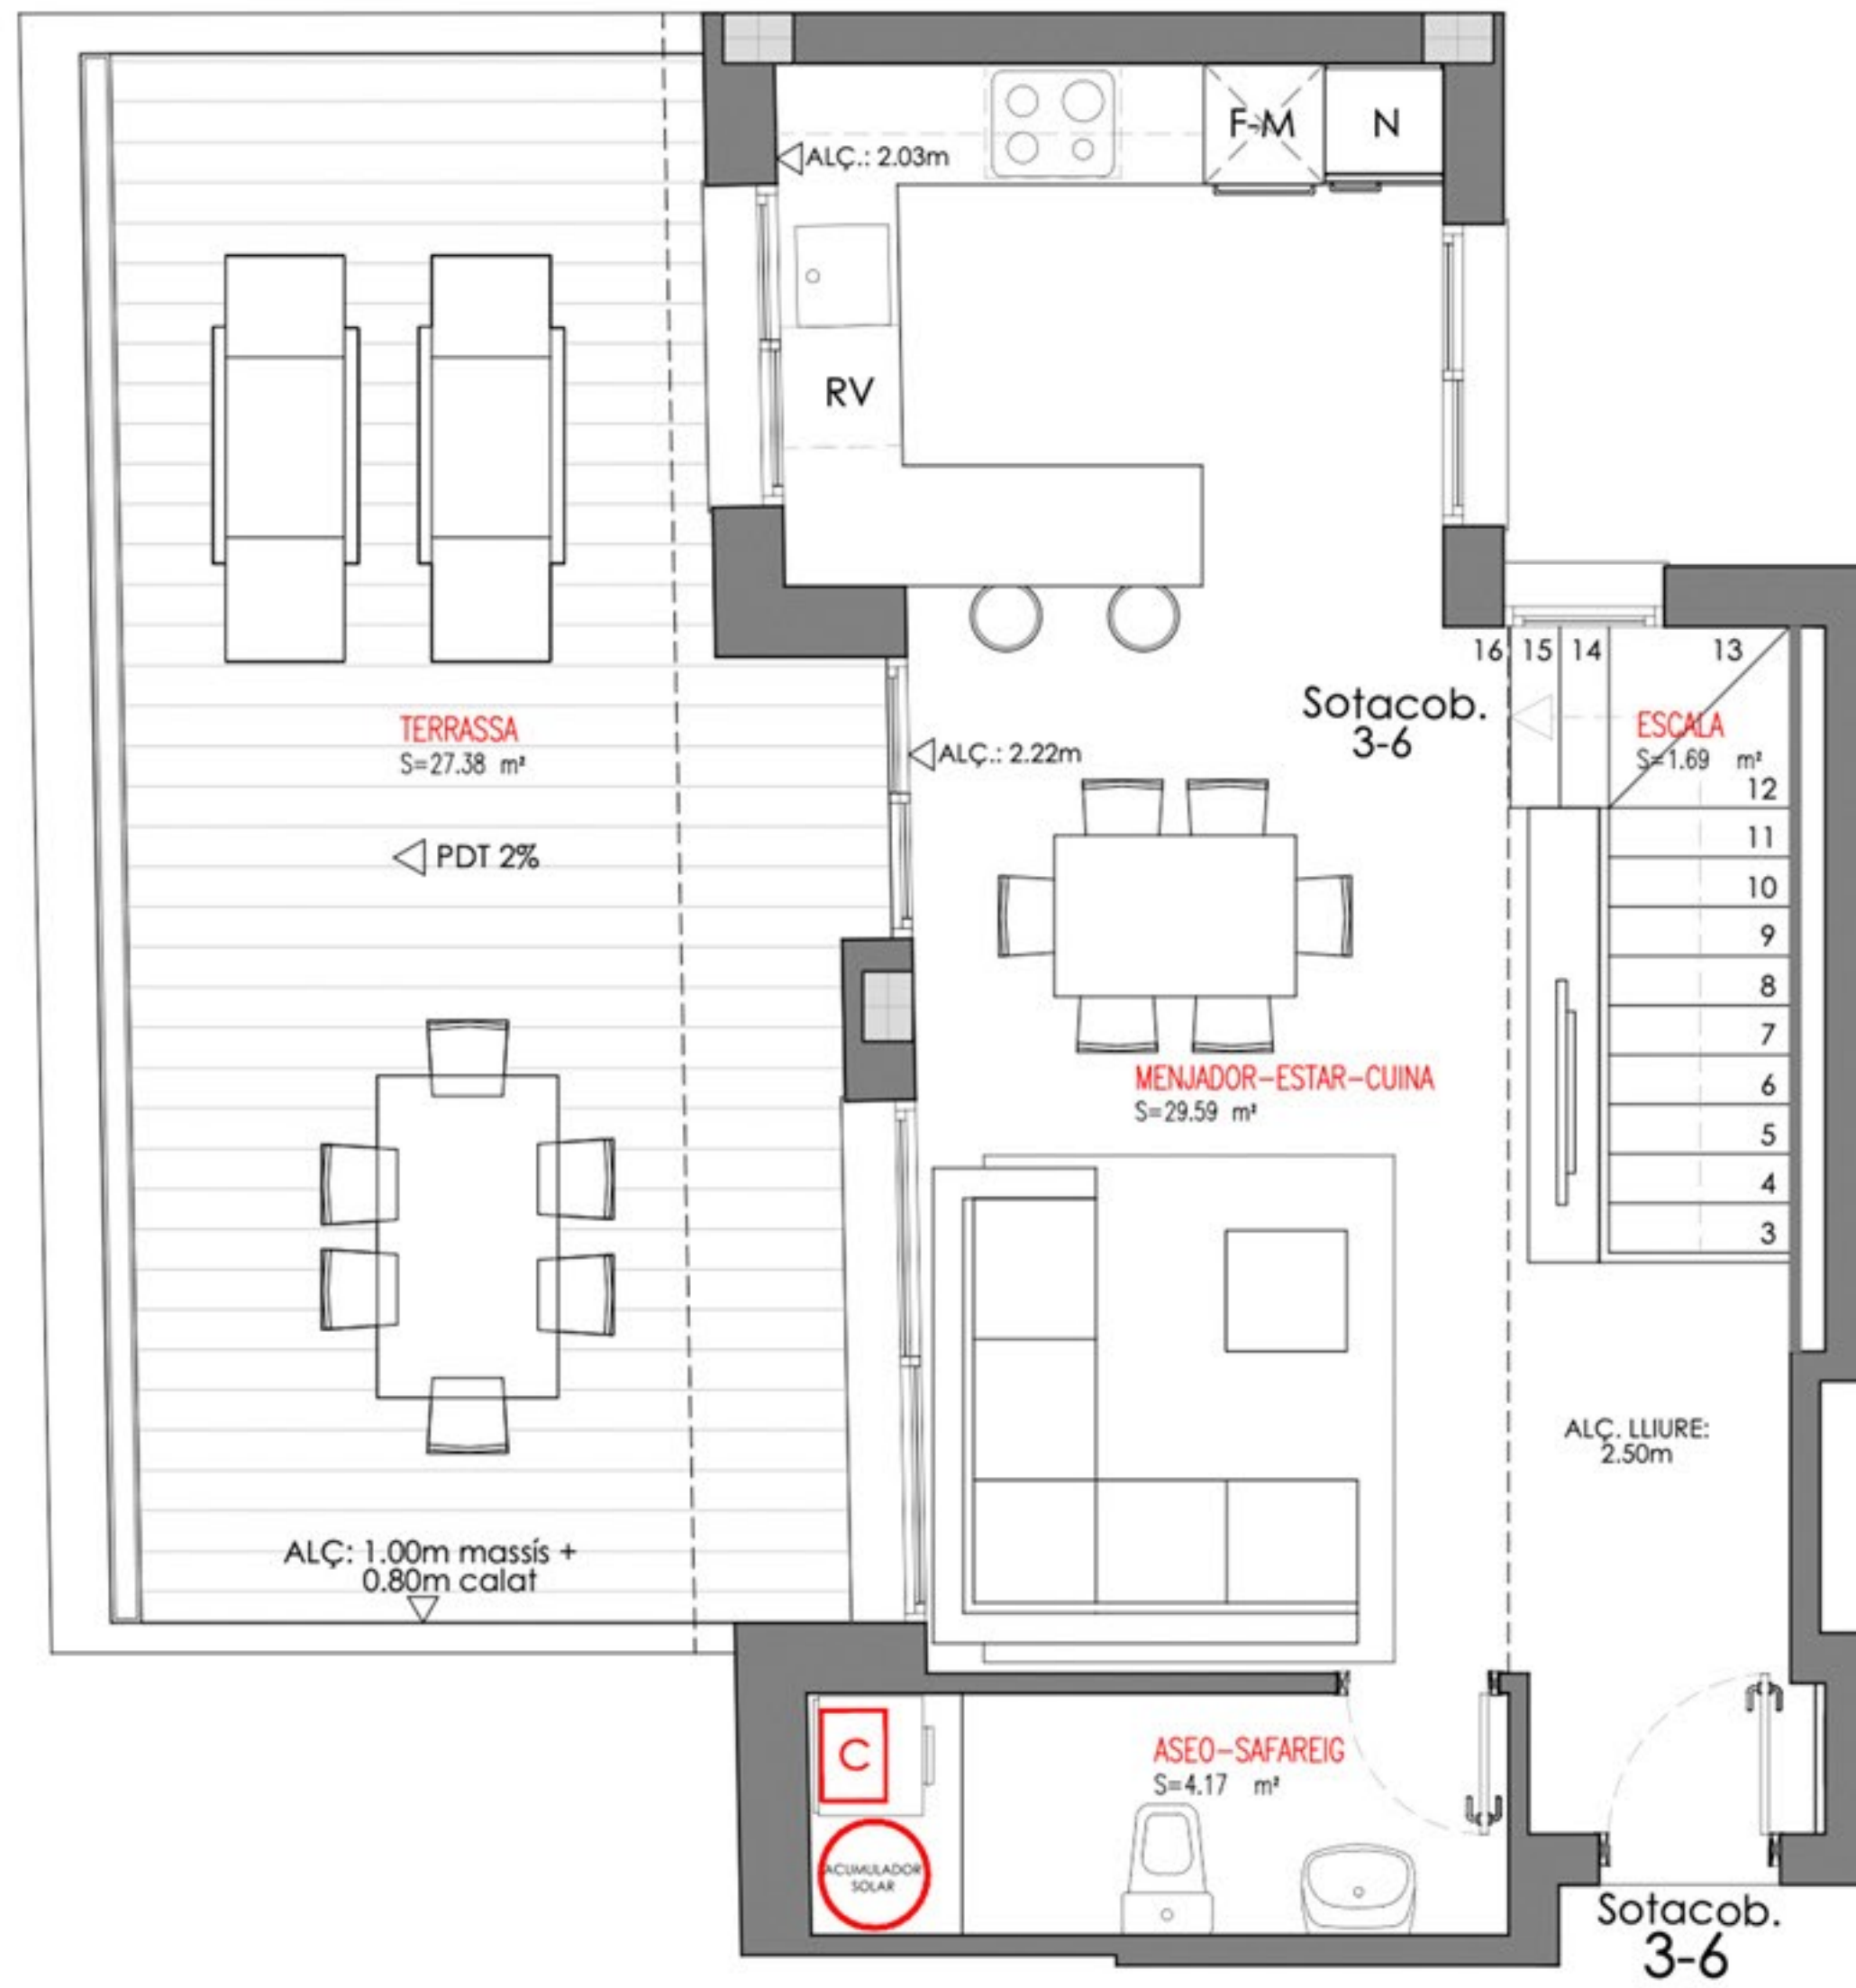 F-M
N
ALÇ.: 2.03m
RV
16
15
14
13
Sotacob.
3-6
ESCALA
S=1.69 m²
TERRASSA
S=27.38 m²
ALÇ.: 2.22m
12
11
PDT 2%
10
9
8
7
MENJADOR-ESTAR-CUINA
S=29.59 m²
6
5
4
3
ALÇ. LLIURE:
2.50m
ALÇ: 1.00m massís +
0.80m calat
C
ASEO-SAFAREIG
S=4.17 m²
ACUMULADOR
SOLAR
Sotacob.
3-6